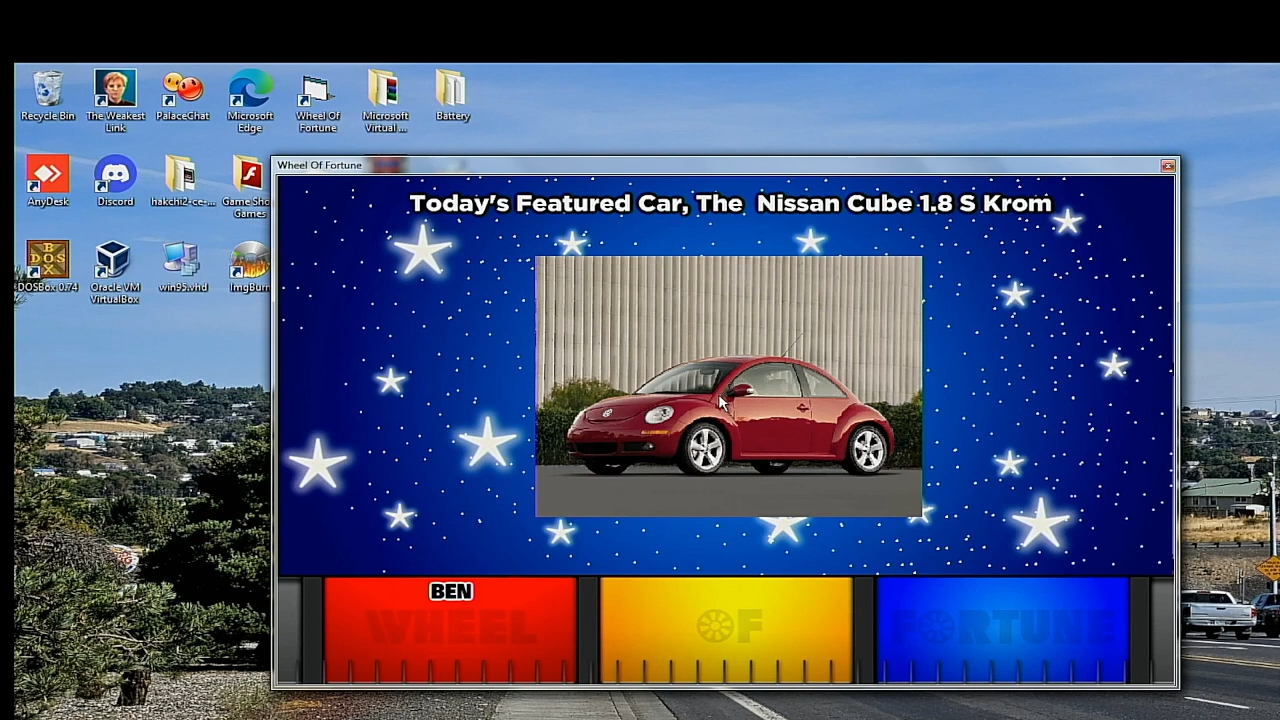 Recycle Bin
The Weakest
Link
PalaceChat
Microsoft
Edge
Wheel Of
Fortune
Microsoft
Virtual ...
Battery
AnyDesk
Discord
hakchi2-ce-...
Game Sho
Games
DOSBox 0.74
Oracle VM
VirtualBox
win95.vhd
ImgBurn
Wheel Of Fortune
Today's Featured Car, The  Nissan Cube 1.8 S Krom
BEN
WHEEL
OF
FORTUNE